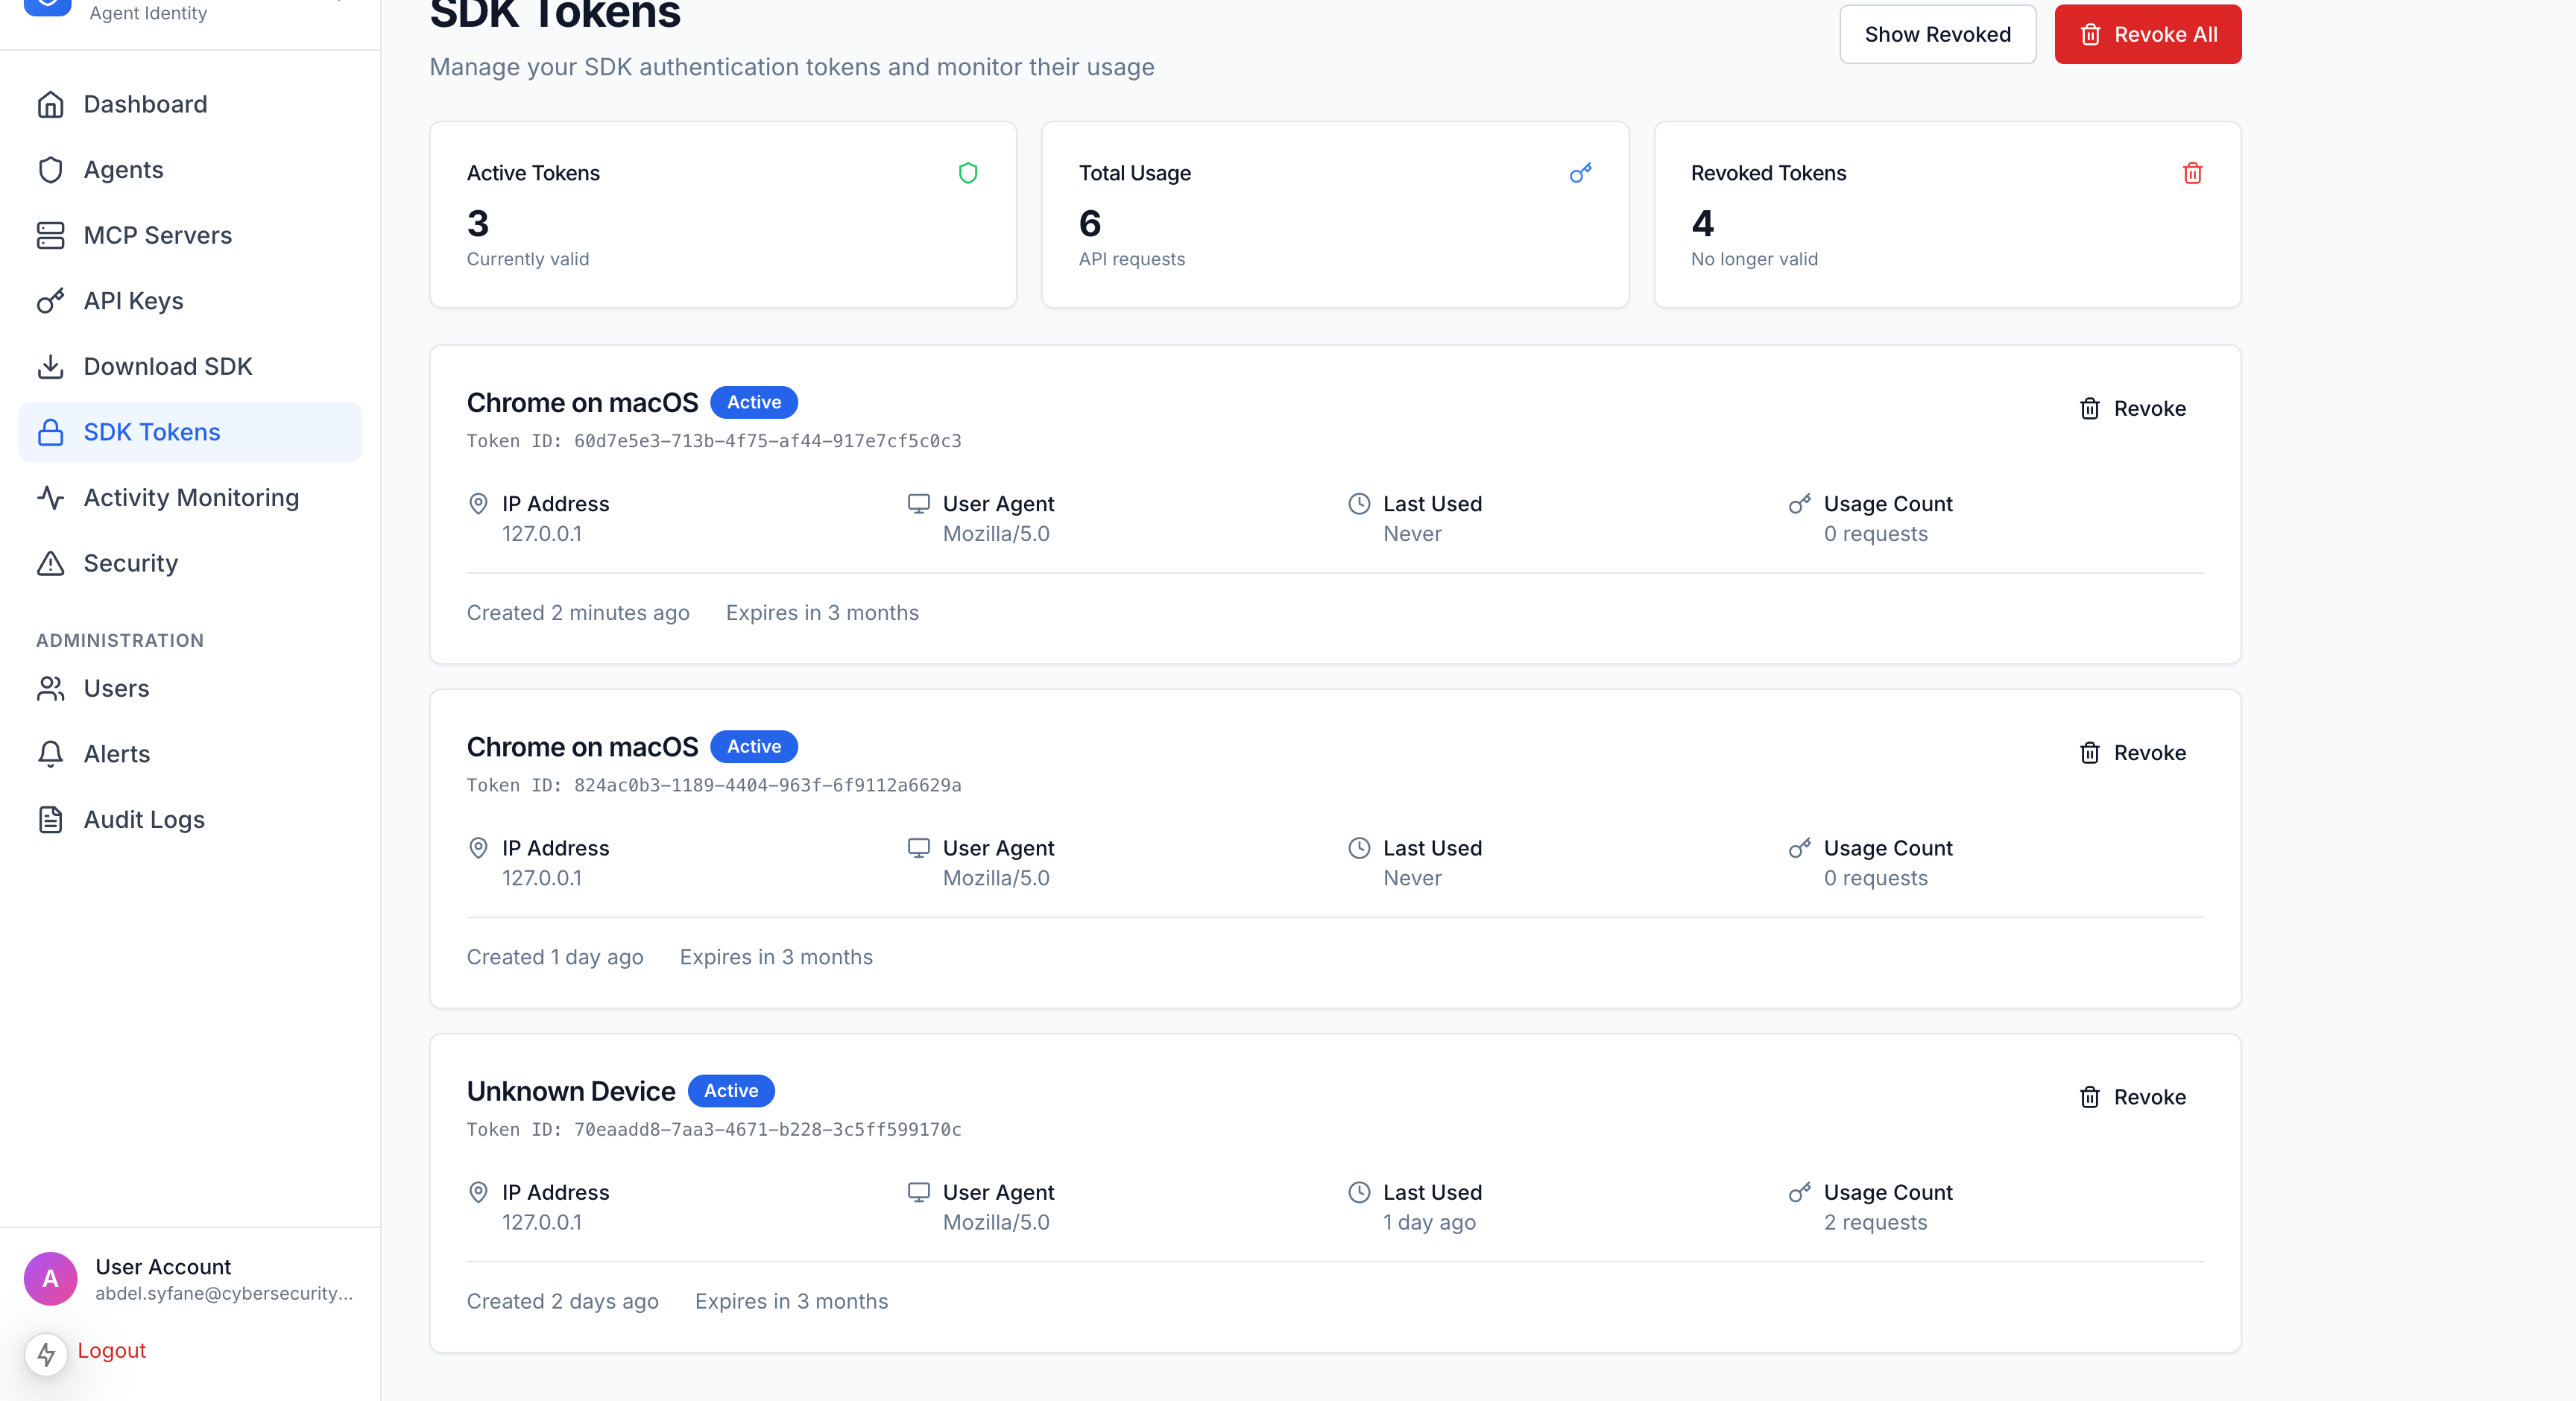 Agent Identity
Dashboard
Agents
MCP Servers
API Keys
Download SDK
SDK Tokens
Activity Monitoring
Security
ADMINISTRATION
Users
Alerts
Audit Logs
A
User Account
abdel.syfane@cybersecurity...
Logout
SDK Tokens
Manage your SDK authentication tokens and monitor their usage
Show Revoked
Revoke All
Active Tokens
3
Currently valid
Total Usage
6
API requests
Revoked Tokens
4
No longer valid
Chrome on macOS Active
Revoke
Token ID: 60d7e5e3-713b-4f75-af44-917e7cf5c0c3
IP Address
127.0.0.1
User Agent
Mozilla/5.0
Last Used
Never
Usage Count
0 requests
Created 2 minutes ago Expires in 3 months
Chrome on macOS Active
Revoke
Token ID: 824ac0b3-1189-4404-963f-6f9112a6629a
IP Address
127.0.0.1
User Agent
Mozilla/5.0
Last Used
Never
Usage Count
0 requests
Created 1 day ago Expires in 3 months
Unknown Device Active
Revoke
Token ID: 70eaadd8-7aa3-4671-b228-3c5ff599170c
IP Address
127.0.0.1
User Agent
Mozilla/5.0
Last Used
1 day ago
Usage Count
2 requests
Created 2 days ago Expires in 3 months